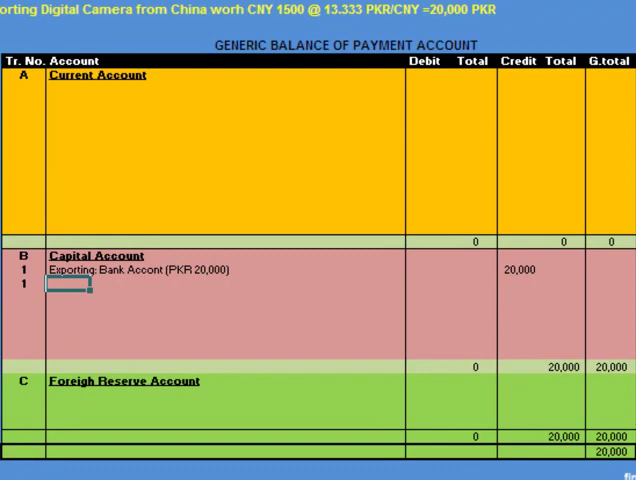 orting Digital Camera from China worh CNY 1500 @ 13.333 PKR/CNY =20,000 PKR
GENERIC BALANCE OF PAYMENT ACCOUNT
Tr. No. Account Debit Total Credit Total G.total
A Current Account
0 0 0
B Capital Account
1 Exporting: Bank Accont (PKR 20,000) 20,000
1
0 20,000 20,000
C Foreigh Reserve Account
0 20,000 20,000
20,000
fin